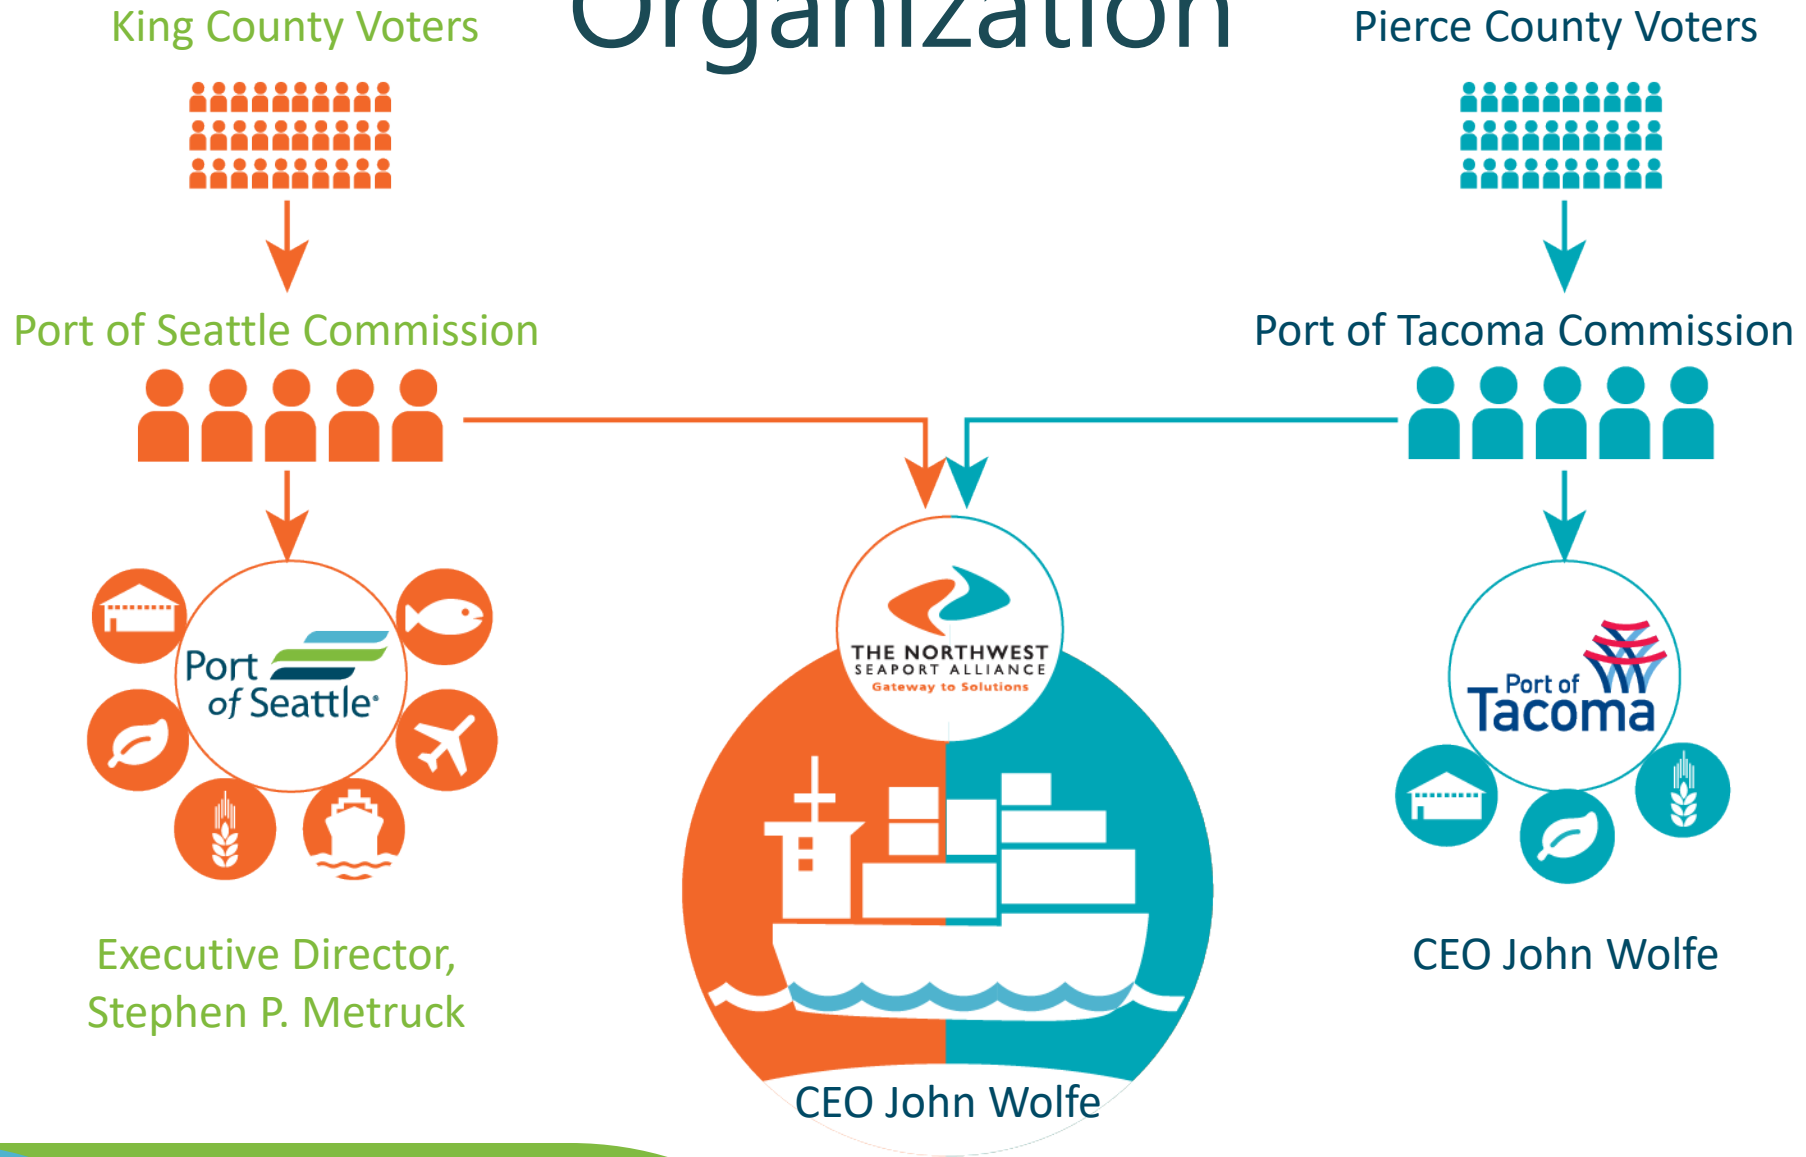 Organization
King County Voters
Pierce County Voters
Port of Seattle Commission
Port of Tacoma Commission
Port
of Seattle
THE NORTHWEST
SEAPORT ALLIANCE
Gateway to Solutions
Port of
Tacoma
Executive Director,
Stephen P. Metruck
CEO John Wolfe
CEO John Wolfe